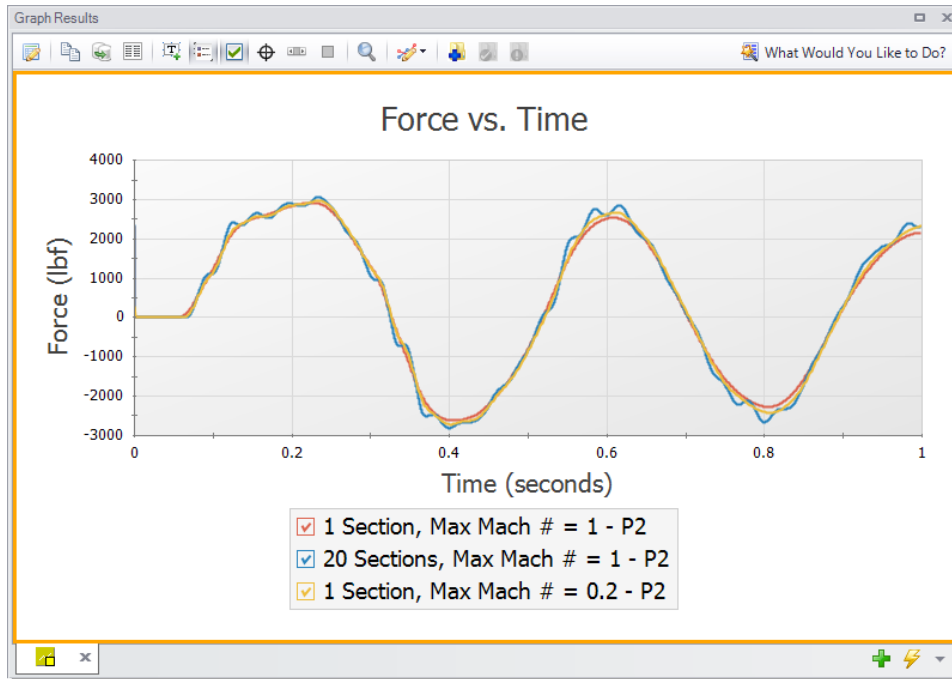 Graph Results
What Would You Like to Do?
Force vs. Time
4000
3000
2000
1000
0
-1000
-2000
-3000
Force (lbf)
0
0.2
0.4
0.6
0.8
1
Time (seconds)
1 Section, Max Mach # = 1 - P2
20 Sections, Max Mach # = 1 - P2
1 Section, Max Mach # = 0.2 - P2